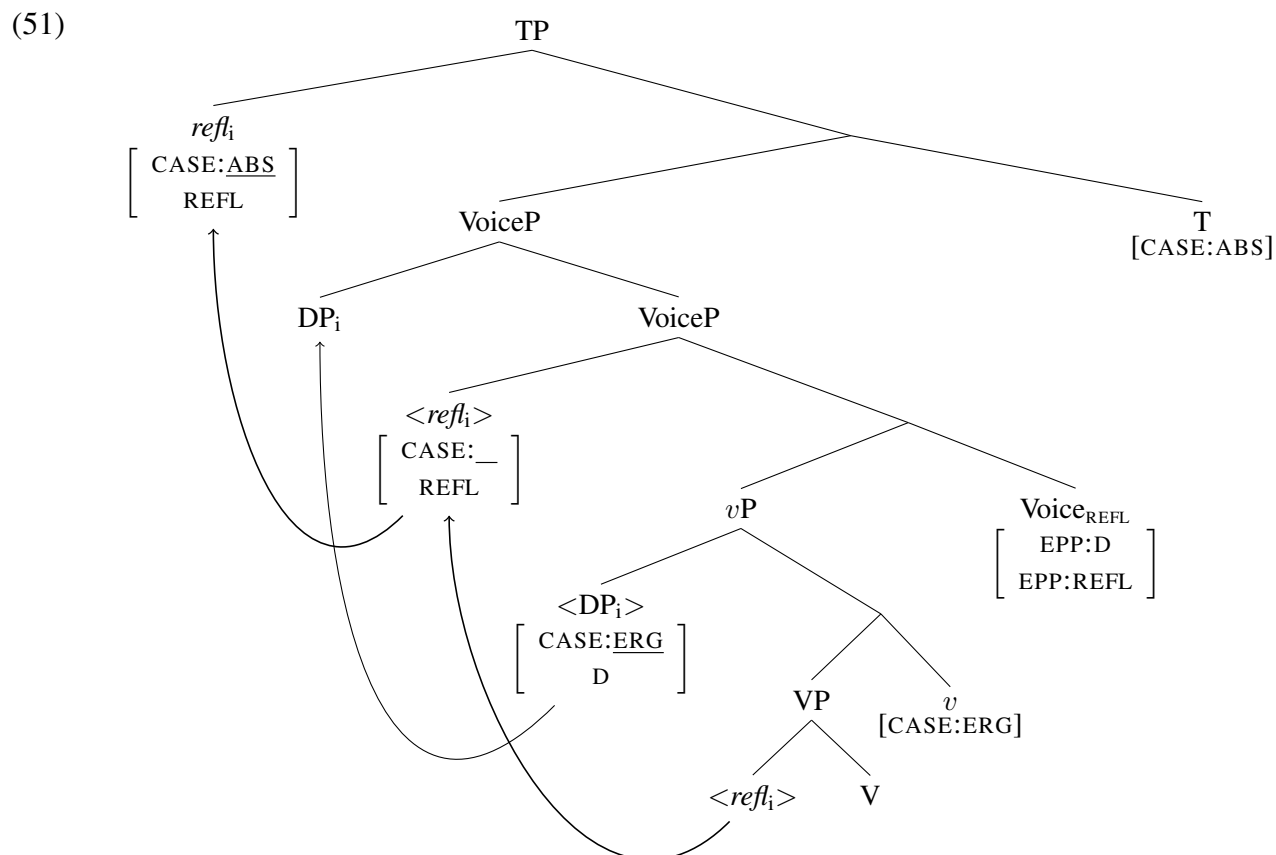 (51)
TP
refl_i
[ CASE:ABS
REFL ]
VoiceP
T
[CASE:ABS]
DP_i
VoiceP
<refl_i>
[ CASE:__
REFL ]
vP
Voice_REFL
[ EPP:D
EPP:REFL ]
<DP_i>
[ CASE:ERG
D ]
VP
v
[CASE:ERG]
<refl_i>
V